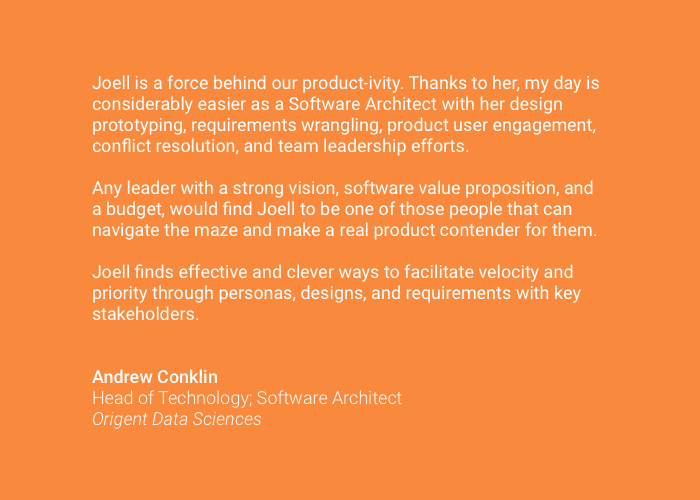 Joell is a force behind our product-ivity. Thanks to her, my day is
considerably easier as a Software Architect with her design
prototyping, requirements wrangling, product user engagement,
conflict resolution, and team leadership efforts.
Any leader with a strong vision, software value proposition, and
a budget, would find Joell to be one of those people that can
navigate the maze and make a real product contender for them.
Joell finds effective and clever ways to facilitate velocity and
priority through personas, designs, and requirements with key
stakeholders.
Andrew Conklin
Head of Technology; Software Architect
Origent Data Sciences